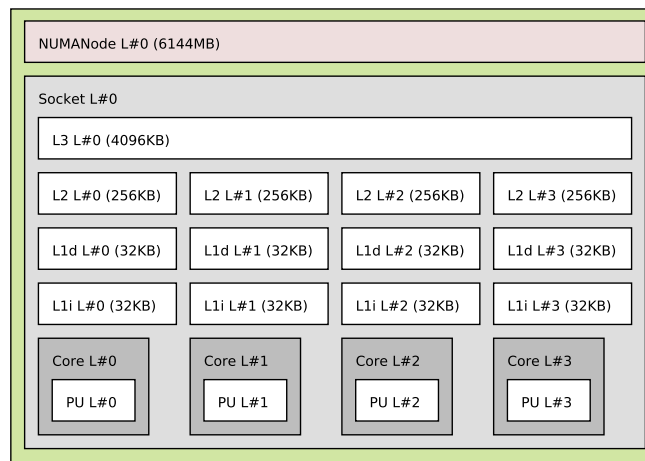 NUMANode L#0 (6144MB)
Socket L#0
L3 L#0 (4096KB)
L2 L#0 (256KB) L2 L#1 (256KB) L2 L#2 (256KB) L2 L#3 (256KB)
L1d L#0 (32KB) L1d L#1 (32KB) L1d L#2 (32KB) L1d L#3 (32KB)
L1i L#0 (32KB) L1i L#1 (32KB) L1i L#2 (32KB) L1i L#3 (32KB)
Core L#0 Core L#1 Core L#2 Core L#3
PU L#0 PU L#1 PU L#2 PU L#3